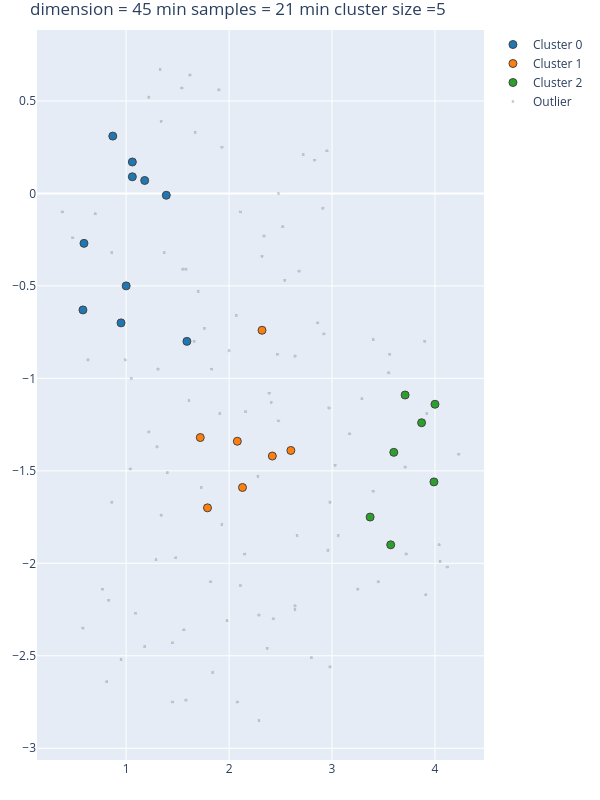 dimension = 45 min samples = 21 min cluster size =5
Cluster 0
Cluster 1
Cluster 2
Outlier
0.5
0
−0.5
−1
−1.5
−2
−2.5
−3
1 2 3 4